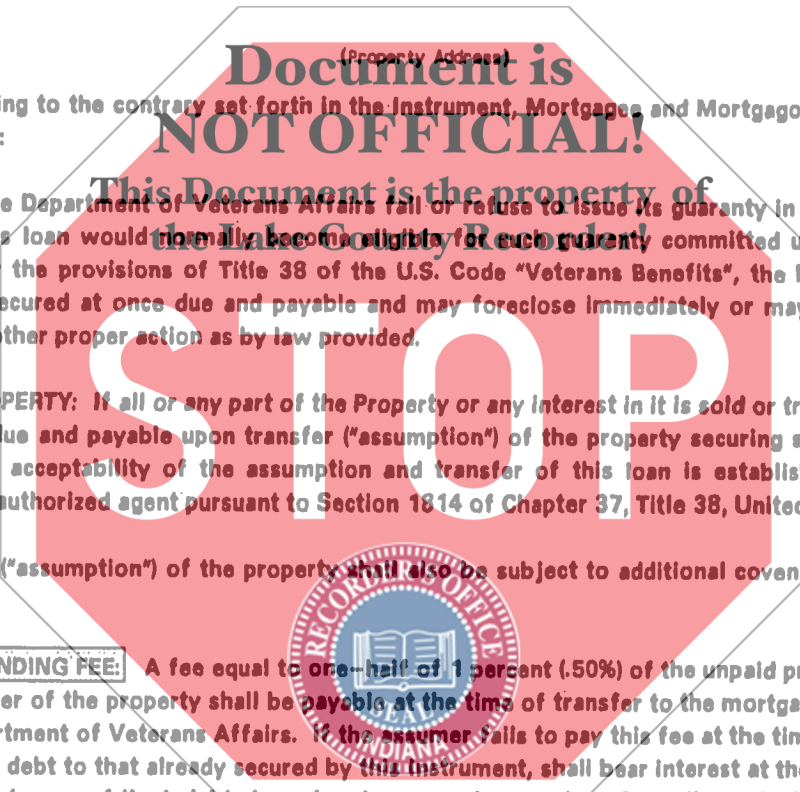 (Property Address)
Document is
ing to the contrary set forth in the Instrument, Mortgagee and Mortgago
:
NOT OFFICIAL!
This Document is the property of
e Department of Veterans Affairs fail or refuse to issue its guaranty in
the Lake County Recorder!
s loan would normally become eligible for such guaranty committed u
the provisions of Title 38 of the U.S. Code "Veterans Benefits", the
ecured at once due and payable and may foreclose immediately or may
other proper action as by law provided.
STOP
PERTY: If all or any part of the Property or any interest in it is sold or tr
due and payable upon transfer ("assumption") of the property securing s
acceptability of the assumption and transfer of this loan is establis
authorized agent pursuant to Section 1814 of Chapter 37, Title 38, United
("assumption") of the property shall also be subject to additional coven
RECORDER'S OFFICE
SEAL
INDIANA
NDING FEE: A fee equal to one-half of 1 percent (.50%) of the unpaid pr
er of the property shall be payable at the time of transfer to the mortga
rtment of Veterans Affairs. If the assumer fails to pay this fee at the tim
debt to that already secured by this instrument, shall bear interest at the